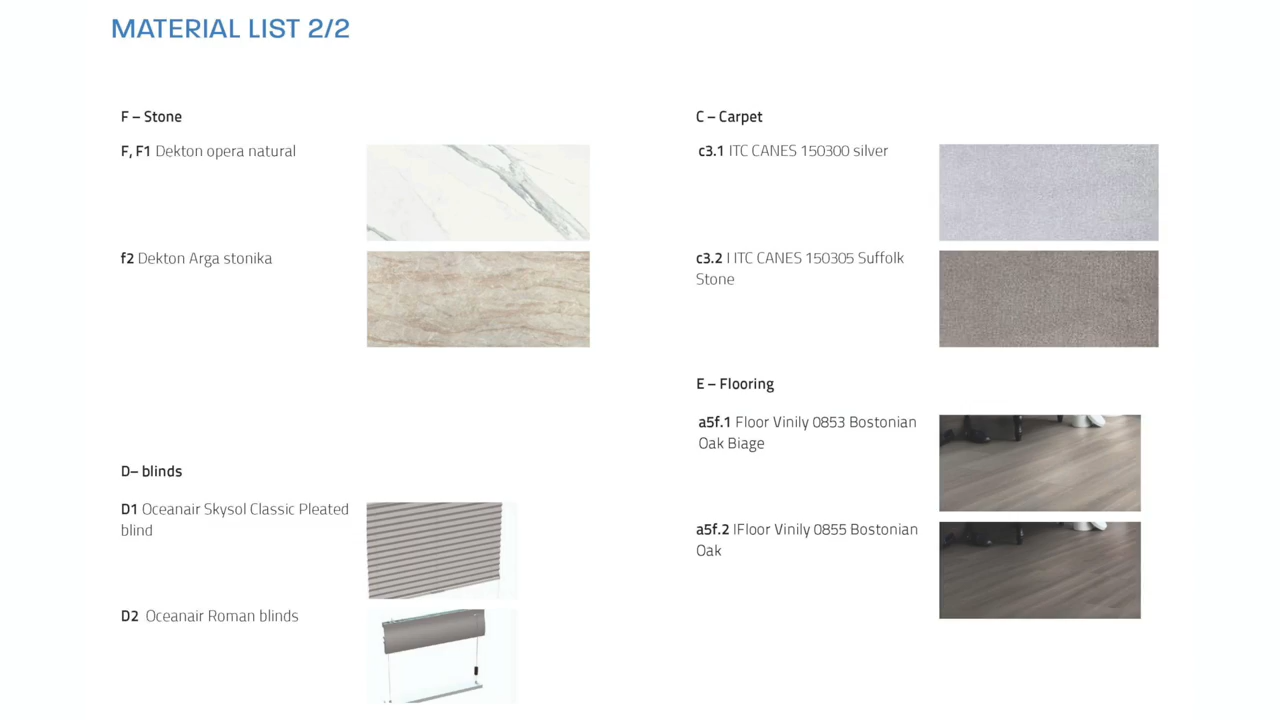 MATERIAL LIST 2/2
F – Stone
F, F1 Dekton opera natural
f2 Dekton Arga stonika
D– blinds
D1 Oceanair Skysol Classic Pleated
blind
D2 Oceanair Roman blinds
C – Carpet
c3.1 ITC CANES 150300 silver
c3.2 I ITC CANES 150305 Suffolk
Stone
E – Flooring
a5f.1 Floor Vinily 0853 Bostonian
Oak Biage
a5f.2 IFloor Vinily 0855 Bostonian
Oak